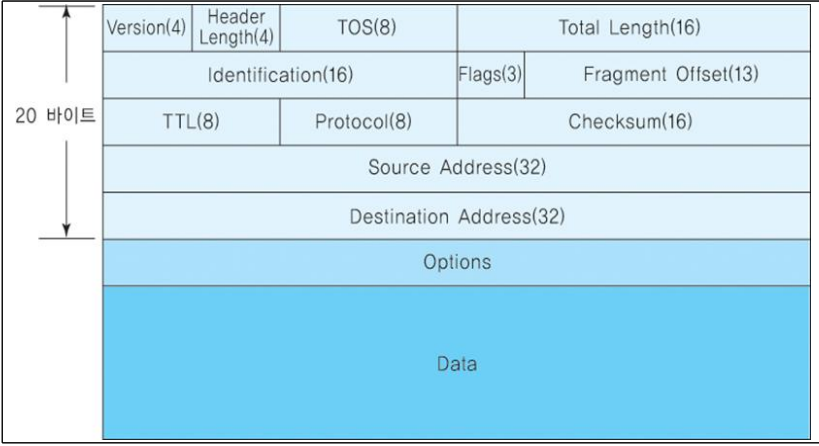 Version(4) Header Length(4) TOS(8) Total Length(16)
Identification(16) Flags(3) Fragment Offset(13)
20 바이트 TTL(8) Protocol(8) Checksum(16)
Source Address(32)
Destination Address(32)
Options
Data